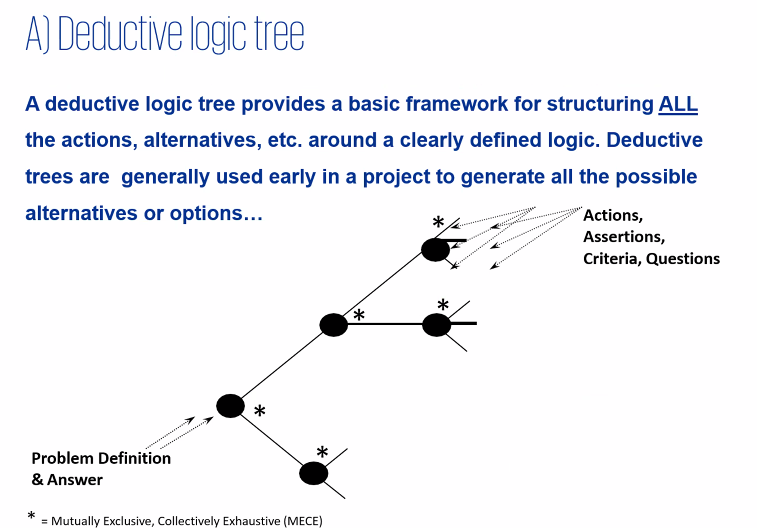 A) Deductive logic tree
A deductive logic tree provides a basic framework for structuring ALL
the actions, alternatives, etc. around a clearly defined logic. Deductive
trees are  generally used early in a project to generate all the possible
alternatives or options…
*
Actions,
Assertions,
Criteria, Questions
*
*
*
*
Problem Definition
& Answer
* = Mutually Exclusive, Collectively Exhaustive (MECE)